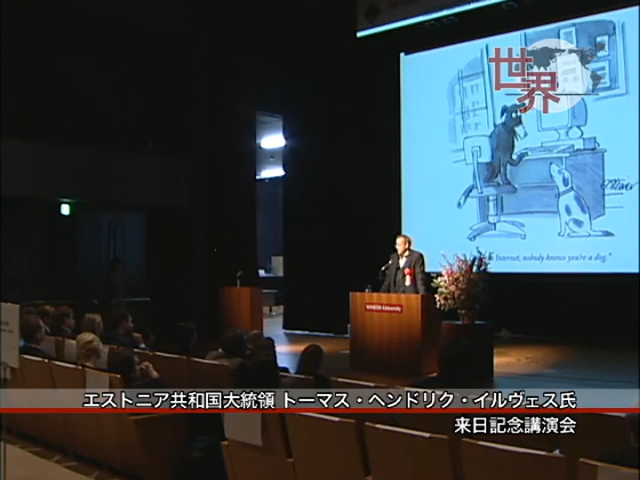 世界
"On the Internet, nobody knows you're a dog."
エストニア共和国大統領 トーマス・ヘンドリク・イルヴェス氏
来日記念講演会